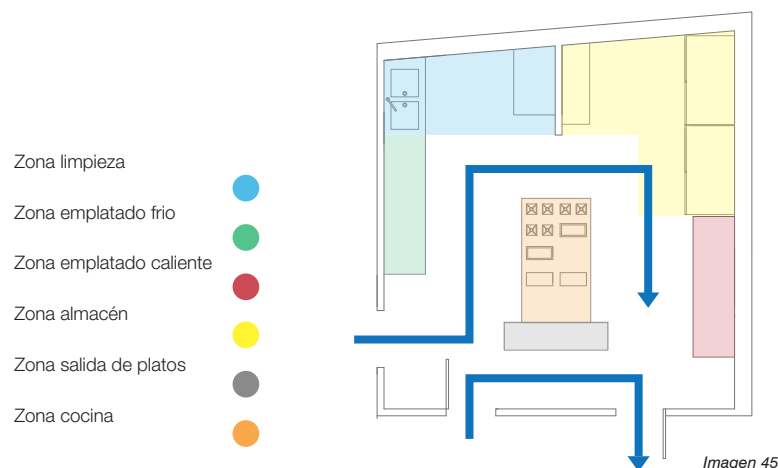 Zona limpieza
Zona emplatado frio
Zona emplatado caliente
Zona almacén
Zona salida de platos
Zona cocina
Imagen 45